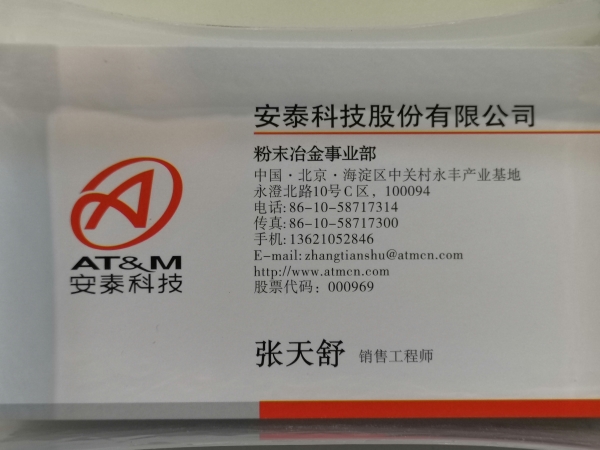 安泰科技股份有限公司
粉末冶金事业部
中国·北京·海淀区中关村永丰产业基地
永澄北路10号C区，100094
电话:86-10-58717314
传真:86-10-58717300
手机:13621052846
E-mail:zhangtianshu@atmcn.com
http://www.atmcn.com
股票代码：000969
AT&M
安泰科技
张天舒 销售工程师